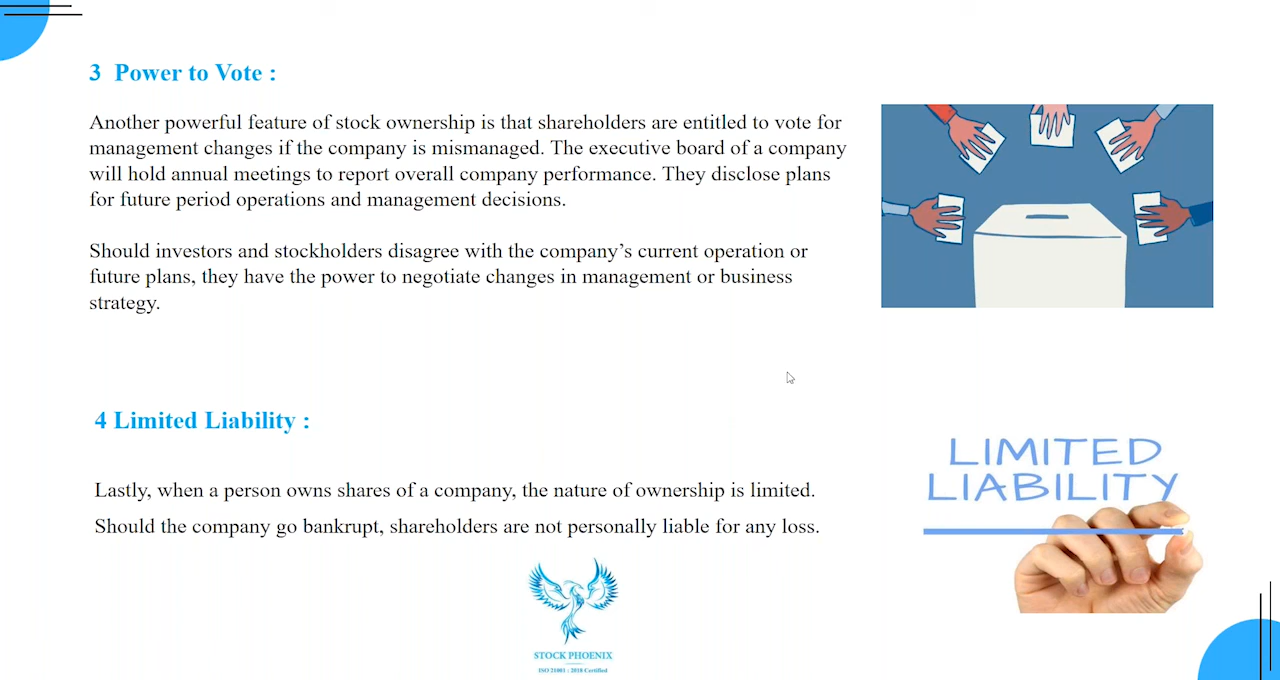 3 Power to Vote :
Another powerful feature of stock ownership is that shareholders are entitled to vote for
management changes if the company is mismanaged. The executive board of a company
will hold annual meetings to report overall company performance. They disclose plans
for future period operations and management decisions.
Should investors and stockholders disagree with the company’s current operation or
future plans, they have the power to negotiate changes in management or business
strategy.
4 Limited Liability :
Lastly, when a person owns shares of a company, the nature of ownership is limited.
Should the company go bankrupt, shareholders are not personally liable for any loss.
LIMITED
LIABILITY
STOCK PHOENIX
ISO 21001 : 2018 Certified